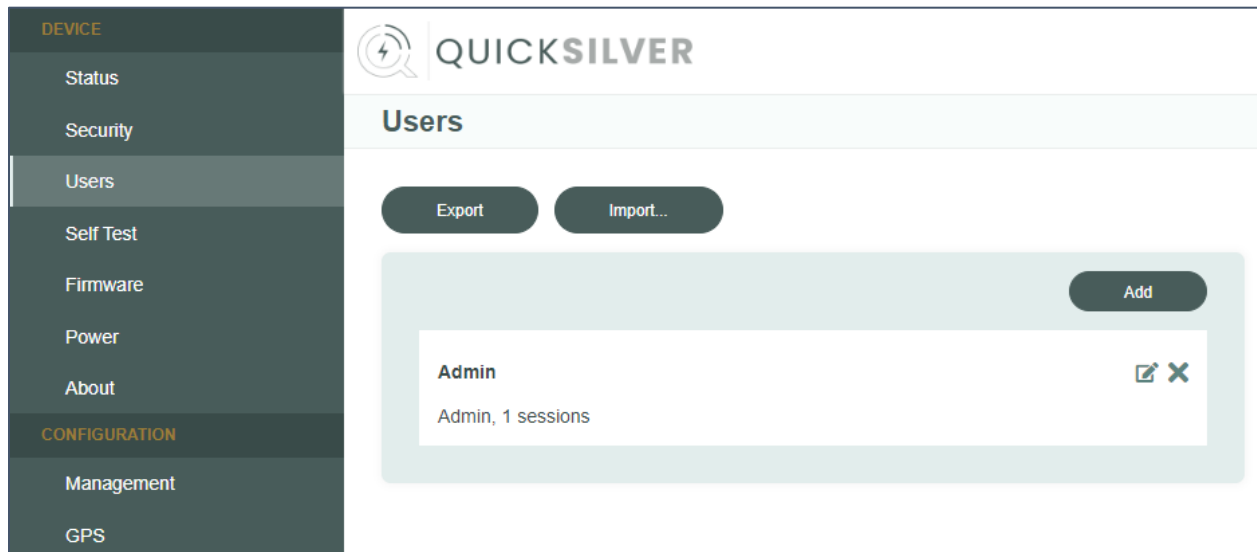 DEVICE
Status
Security
Users
Self Test
Firmware
Power
About
CONFIGURATION
Management
GPS
QUICKSILVER
Users
Export
Import...
Add
Admin
Admin, 1 sessions